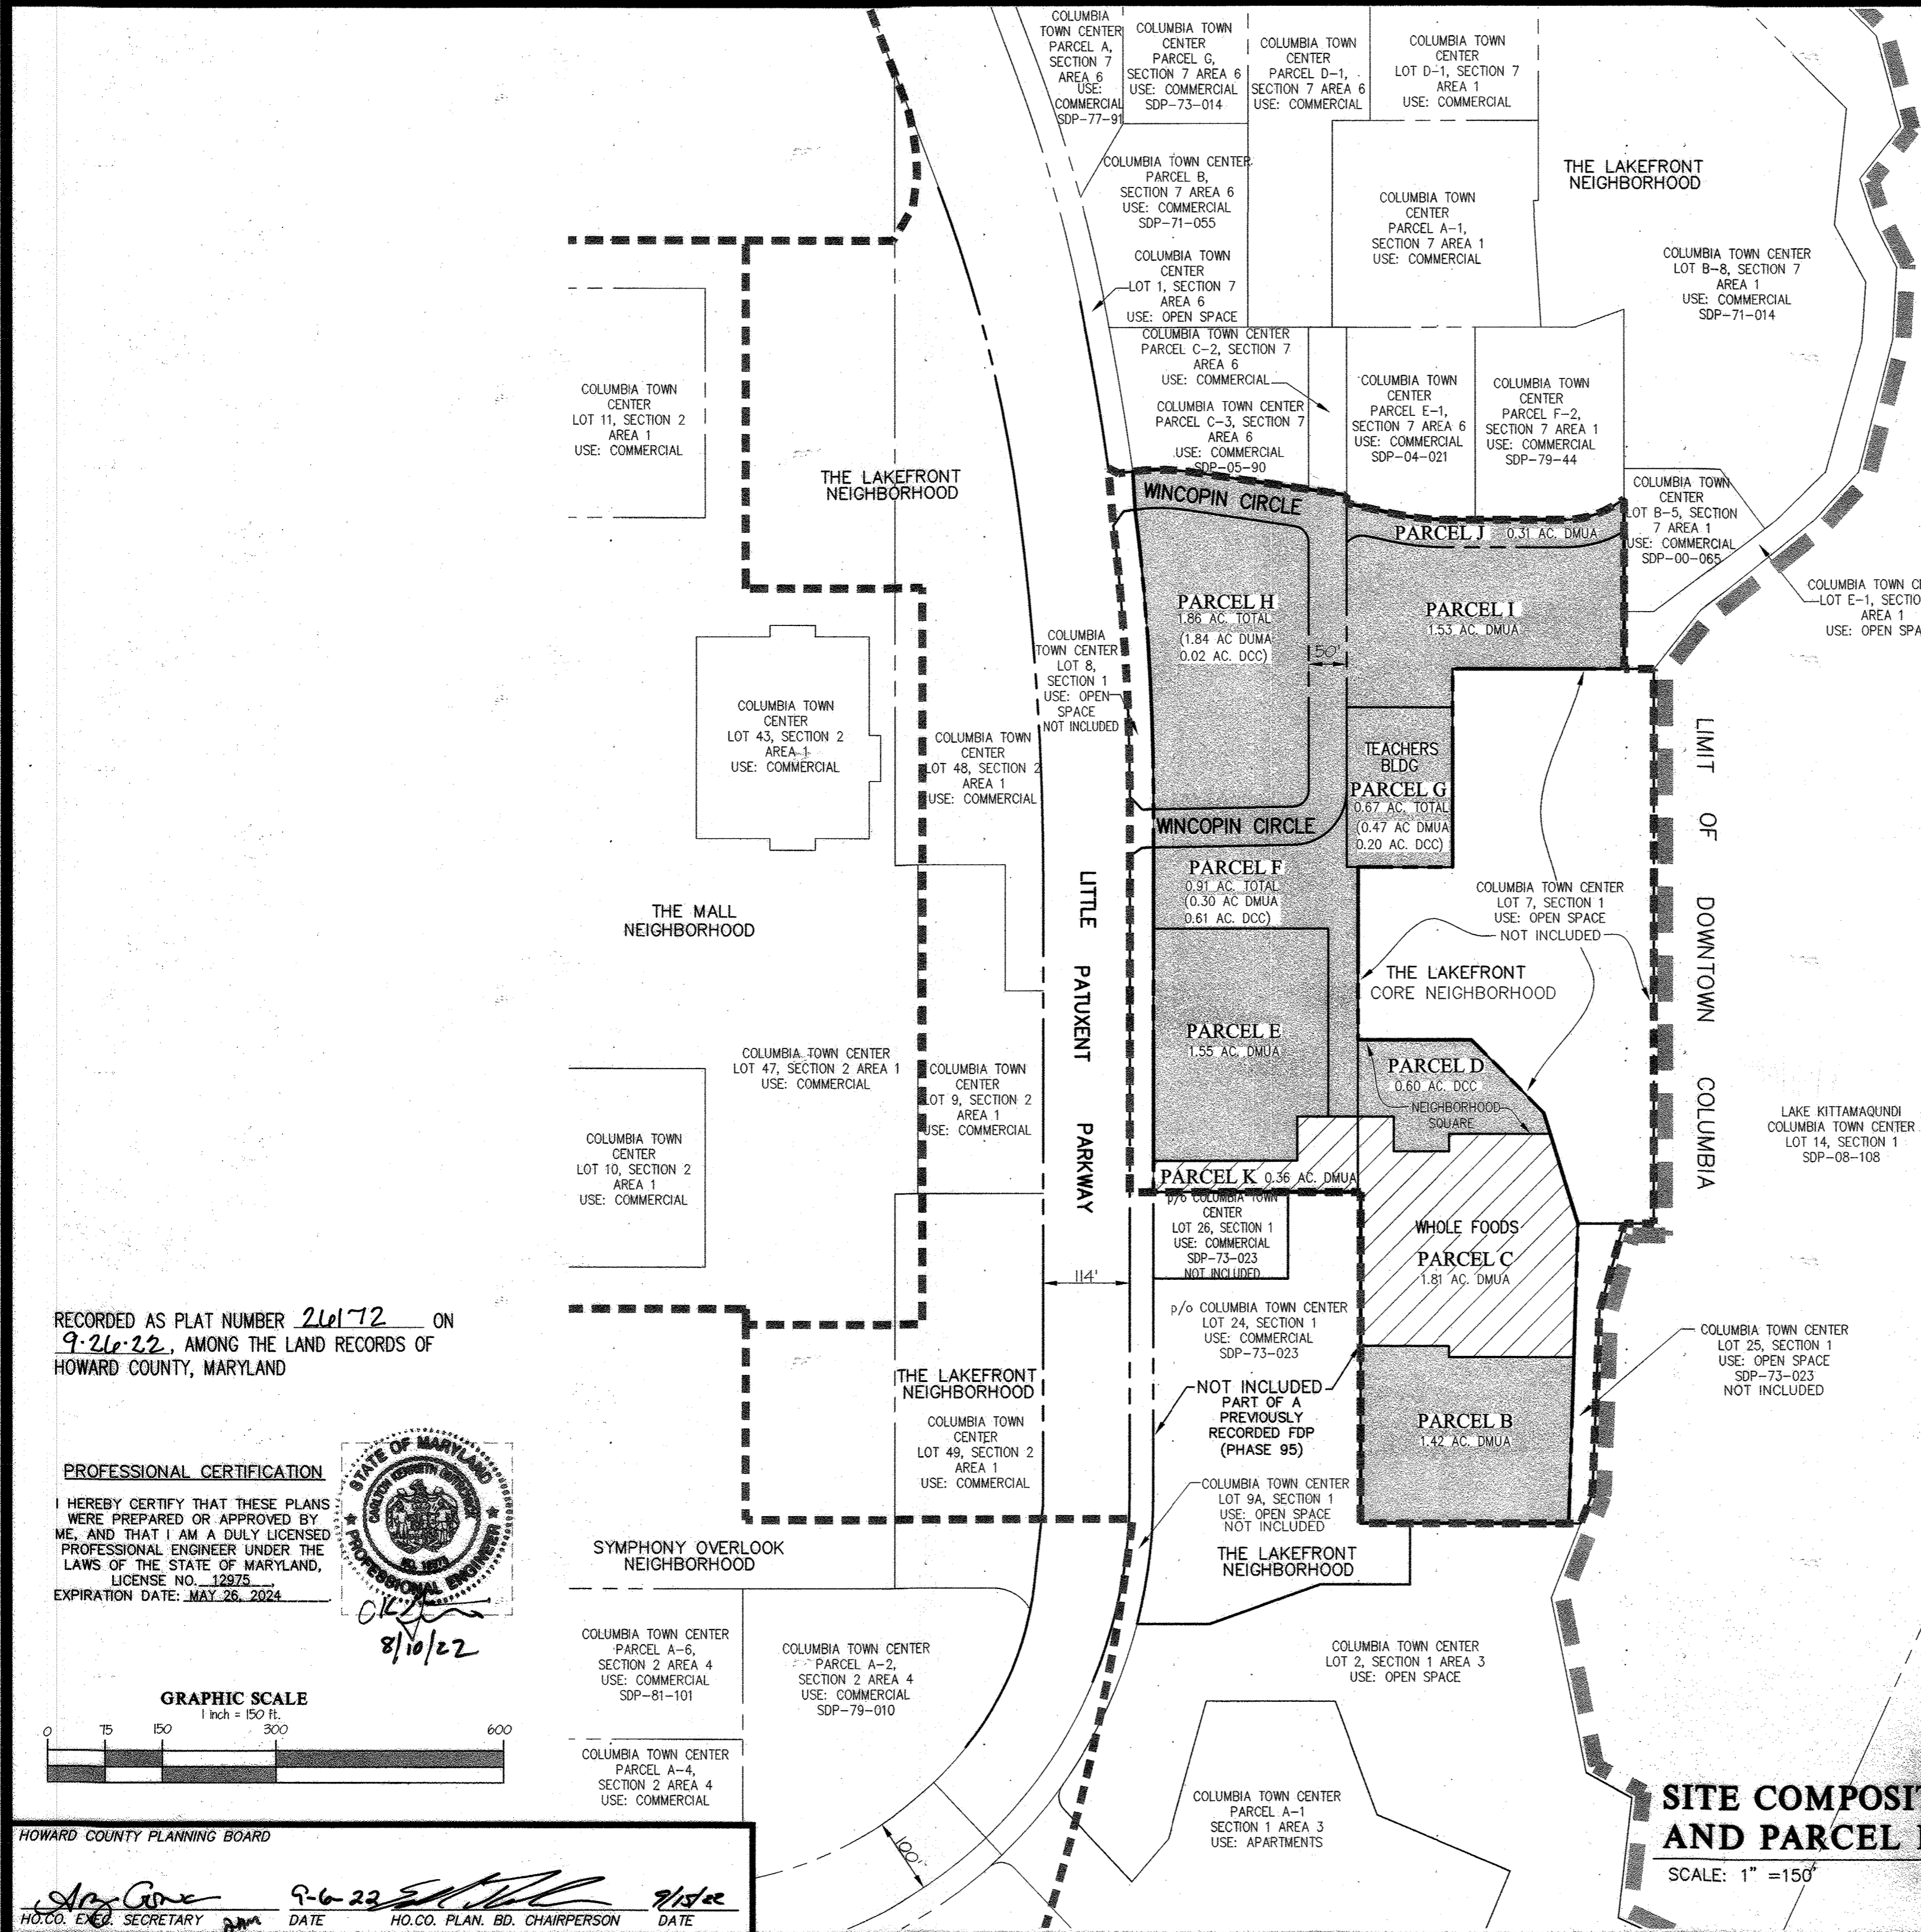 COLUMBIA
TOWN CENTER
PARCEL A,
SECTION 7
AREA 6
USE:
COMMERCIAL
SDP-77-91
COLUMBIA TOWN
CENTER
PARCEL G,
SECTION 7 AREA 6
USE: COMMERCIAL
SDP-73-014
COLUMBIA TOWN
CENTER
PARCEL D-1,
SECTION 7 AREA 6
USE: COMMERCIAL
COLUMBIA TOWN
CENTER
LOT D-1, SECTION 7
AREA 1
USE: COMMERCIAL
COLUMBIA TOWN CENTER
PARCEL B,
SECTION 7 AREA 6
USE: COMMERCIAL
SDP-71-055
THE LAKEFRONT
NEIGHBORHOOD
COLUMBIA TOWN
CENTER
PARCEL A-1,
SECTION 7 AREA 1
USE: COMMERCIAL
COLUMBIA TOWN
CENTER
LOT 1, SECTION 7
AREA 6
USE: OPEN SPACE
COLUMBIA TOWN CENTER
LOT B-8, SECTION 7
AREA 1
USE: COMMERCIAL
SDP-71-014
COLUMBIA TOWN CENTER
PARCEL C-2, SECTION 7
AREA 6
USE: COMMERCIAL
COLUMBIA TOWN CENTER
PARCEL C-3, SECTION 7
AREA 6
USE: COMMERCIAL
SDP-05-90
COLUMBIA TOWN
CENTER
PARCEL E-1,
SECTION 7 AREA 6
USE: COMMERCIAL
SDP-04-021
COLUMBIA TOWN
CENTER
PARCEL F-2,
SECTION 7 AREA 1
USE: COMMERCIAL
SDP-79-44
COLUMBIA TOWN
CENTER
LOT 11, SECTION 2
AREA 1
USE: COMMERCIAL
THE LAKEFRONT
NEIGHBORHOOD
COLUMBIA TOWN
CENTER
LOT B-5, SECTION
7 AREA 1
USE: COMMERCIAL
SDP-00-065
WINCOPIN CIRCLE
PARCEL J 0.31 AC. DMUA
COLUMBIA TOWN CE
LOT E-1, SECTIO
AREA 1
USE: OPEN SPA
PARCEL H
1.86 AC. TOTAL
(1.84 AC DUMA
0.02 AC. DCC)
PARCEL I
1.53 AC. DMUA
50'
COLUMBIA
TOWN CENTER
LOT 8,
SECTION 1
USE: OPEN
SPACE
NOT INCLUDED
COLUMBIA TOWN
CENTER
LOT 43, SECTION 2
AREA 1
USE: COMMERCIAL
COLUMBIA TOWN
CENTER
LOT 48, SECTION 2
AREA 1
USE: COMMERCIAL
TEACHERS
BLDG
PARCEL G
0.67 AC. TOTAL
(0.47 AC DMUA
0.20 AC. DCC)
LIMIT OF DOWNTOWN COLUMBIA
WINCOPIN CIRCLE
PARCEL F
0.91 AC. TOTAL
(0.30 AC DMUA
0.61 AC. DCC)
LITTLE PATUXENT PARKWAY
THE MALL
NEIGHBORHOOD
COLUMBIA TOWN CENTER
LOT 7, SECTION 1
USE: OPEN SPACE
NOT INCLUDED
THE LAKEFRONT
CORE NEIGHBORHOOD
PARCEL E
1.55 AC. DMUA
COLUMBIA TOWN CENTER
LOT 47, SECTION 2 AREA 1
USE: COMMERCIAL
COLUMBIA TOWN
CENTER
LOT 9, SECTION 2
AREA 1
USE: COMMERCIAL
PARCEL D
0.60 AC. DCC
NEIGHBORHOOD
SQUARE
LAKE KITTAMAQUNDI
COLUMBIA TOWN CENTER
LOT 14, SECTION 1
SDP-08-108
COLUMBIA TOWN
CENTER
LOT 10, SECTION 2
AREA 1
USE: COMMERCIAL
PARCEL K 0.36 AC. DMUA
p/o COLUMBIA TOWN
CENTER
LOT 26, SECTION 1
USE: COMMERCIAL
SDP-73-023
NOT INCLUDED
WHOLE FOODS
PARCEL C
1.81 AC. DMUA
114'
p/o COLUMBIA TOWN CENTER
LOT 24, SECTION 1
USE: COMMERCIAL
SDP-73-023
RECORDED AS PLAT NUMBER 26172 ON
9-26-22, AMONG THE LAND RECORDS OF
HOWARD COUNTY, MARYLAND
COLUMBIA TOWN CENTER
LOT 25, SECTION 1
USE: OPEN SPACE
SDP-73-023
NOT INCLUDED
THE LAKEFRONT
NEIGHBORHOOD
COLUMBIA TOWN
CENTER
LOT 49, SECTION 2
AREA 1
USE: COMMERCIAL
NOT INCLUDED
PART OF A
PREVIOUSLY
RECORDED FDP
(PHASE 95)
PARCEL B
1.42 AC. DMUA
COLUMBIA TOWN CENTER
LOT 9A, SECTION 1
USE: OPEN SPACE
NOT INCLUDED
THE LAKEFRONT
NEIGHBORHOOD
PROFESSIONAL CERTIFICATION
I HEREBY CERTIFY THAT THESE PLANS
WERE PREPARED OR APPROVED BY
ME, AND THAT I AM A DULY LICENSED
PROFESSIONAL ENGINEER UNDER THE
LAWS OF THE STATE OF MARYLAND,
LICENSE NO. 12975,
EXPIRATION DATE: MAY 26, 2024.
STATE OF MARYLAND
PROFESSIONAL ENGINEER
8/10/22
SYMPHONY OVERLOOK
NEIGHBORHOOD
COLUMBIA TOWN CENTER
PARCEL A-6,
SECTION 2 AREA 4
USE: COMMERCIAL
SDP-81-101
COLUMBIA TOWN CENTER
PARCEL A-2,
SECTION 2 AREA 4
USE: COMMERCIAL
SDP-79-010
COLUMBIA TOWN CENTER
LOT 2, SECTION 1 AREA 3
USE: OPEN SPACE
GRAPHIC SCALE
1 inch = 150 ft.
0 75 150 300 600
COLUMBIA TOWN CENTER
PARCEL A-4,
SECTION 2 AREA 4
USE: COMMERCIAL
COLUMBIA TOWN CENTER
PARCEL A-1
SECTION 1 AREA 3
USE: APARTMENTS
100'
SITE COMPOSIT
AND PARCEL
SCALE: 1" =150'
HOWARD COUNTY PLANNING BOARD
9-6-22
9/15/22
HO.CO. EXEC. SECRETARY DATE HO.CO. PLAN. BD. CHAIRPERSON DATE